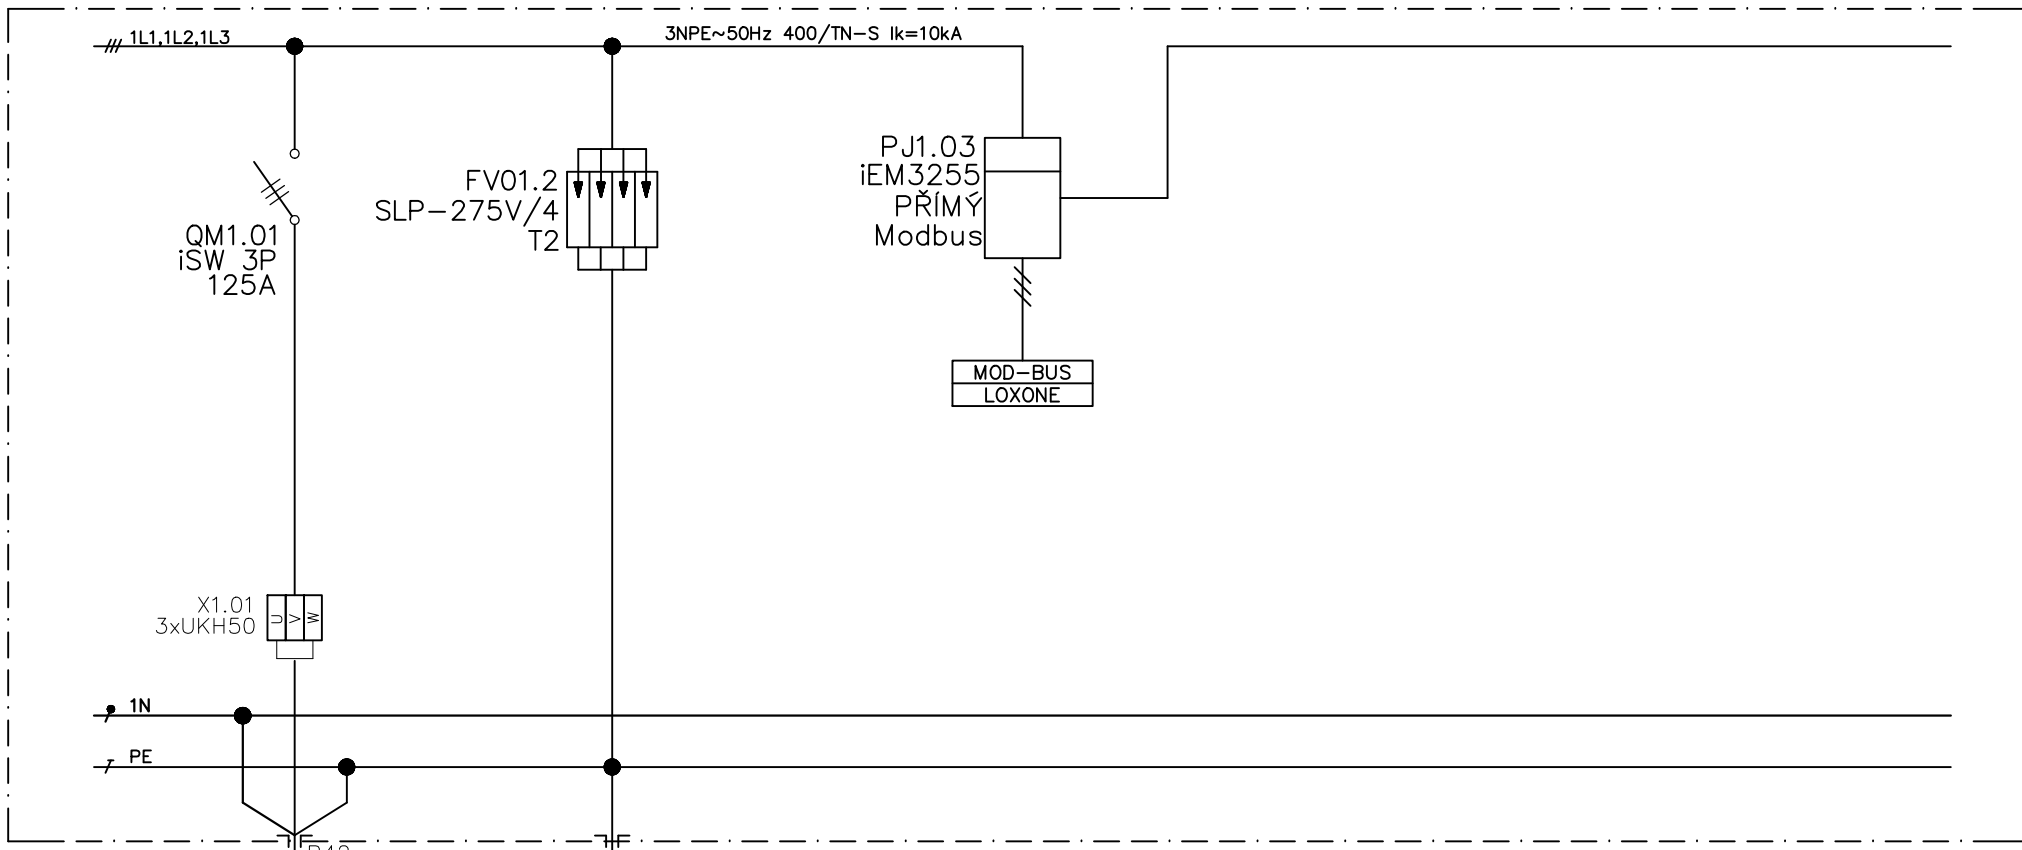 1L1,1L2,1L3
3NPE~50Hz 400/TN-S Ik=10kA
QM1.01
iSW 3P
125A
FV01.2
SLP-275V/4
T2
PJ1.03
iEM3255
PŘÍMÝ
Modbus
MOD-BUS
LOXONE
X1.01
3xUKH50
U V W
1N
PE